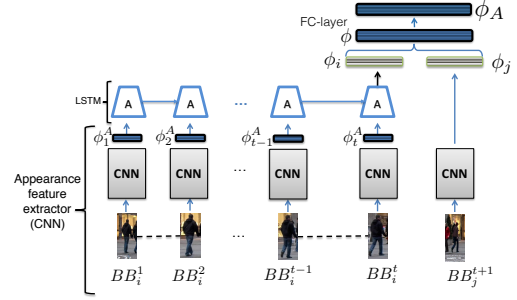 FC-layer
ϕ_A
ϕ
ϕ_i
ϕ_j
LSTM
A
A
...
A
A
ϕ_1^A
ϕ_2^A
ϕ_{t-1}^A
ϕ_t^A
Appearance
feature
extractor
(CNN)
CNN
CNN
...
CNN
CNN
CNN
...
BB_i^1
BB_i^2
BB_i^{t-1}
BB_i^t
BB_j^{t+1}